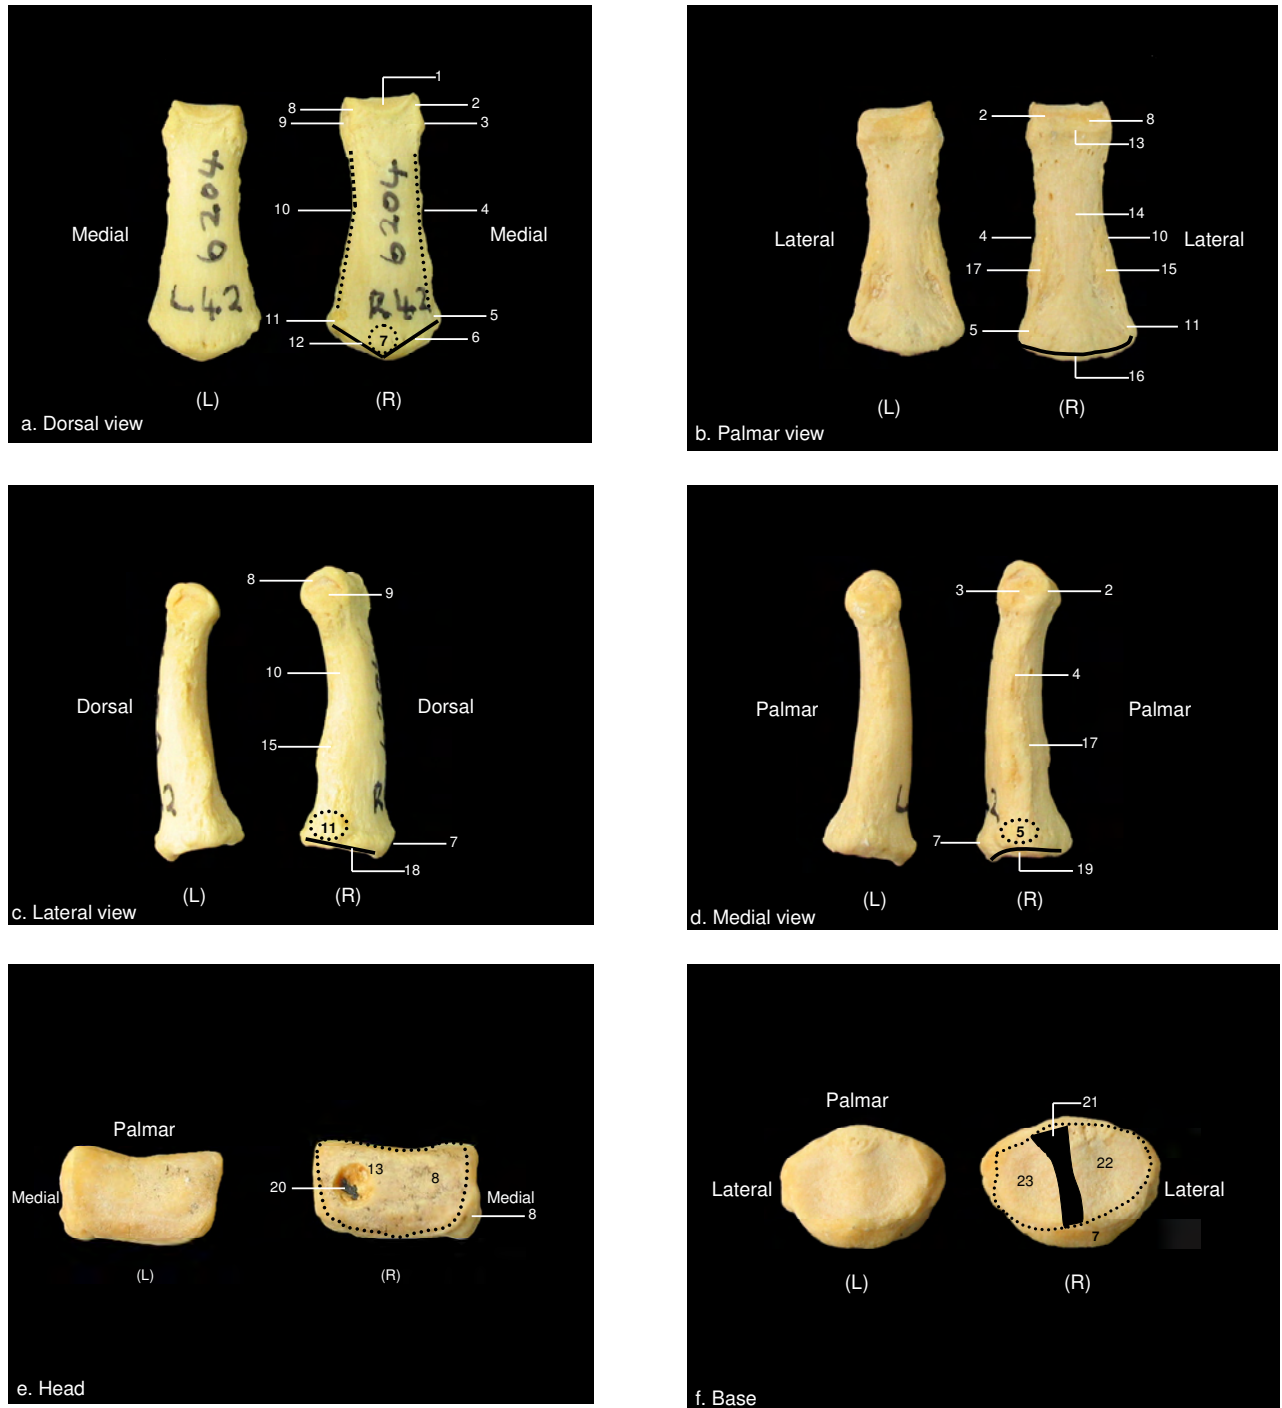 1
8
2
9
3
6204
6204
10
4
Medial
Medial
L42
R42
11
5
12
7
6
(L)
(R)
a. Dorsal view
2
8
13
14
4
10
Lateral
Lateral
17
15
5
11
16
(L)
(R)
b. Palmar view
8
9
10
Dorsal
Dorsal
15
2
R
11
7
18
(L)
(R)
c. Lateral view
3
2
4
Palmar
Palmar
17
L
2
5
7
19
(L)
(R)
d. Medial view
Palmar
13
8
20
Medial
Medial
8
(L)
(R)
e. Head
21
Palmar
22
23
Lateral
Lateral
7
(L)
(R)
f. Base